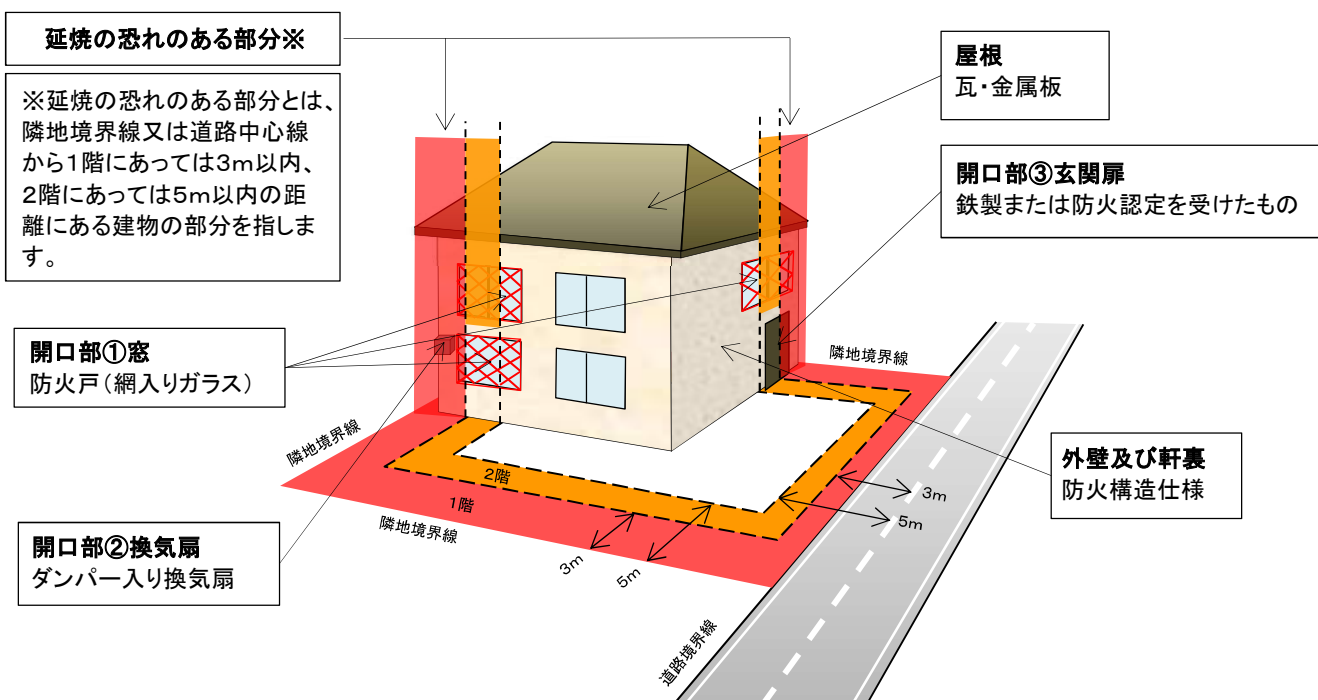 延焼の恐れのある部分※
※延焼の恐れのある部分とは、
隣地境界線又は道路中心線
から1階にあっては3m以内、
2階にあっては5m以内の距
離にある建物の部分を指しま
す。
屋根
瓦・金属板
開口部③玄関扉
鉄製または防火認定を受けたもの
開口部①窓
防火戸(網入りガラス)
開口部②換気扇
ダンパー入り換気扇
外壁及び軒裏
防火構造仕様
隣地境界線
隣地境界線
隣地境界線
2階
1階
3m
5m
3m
5m
道路境界線